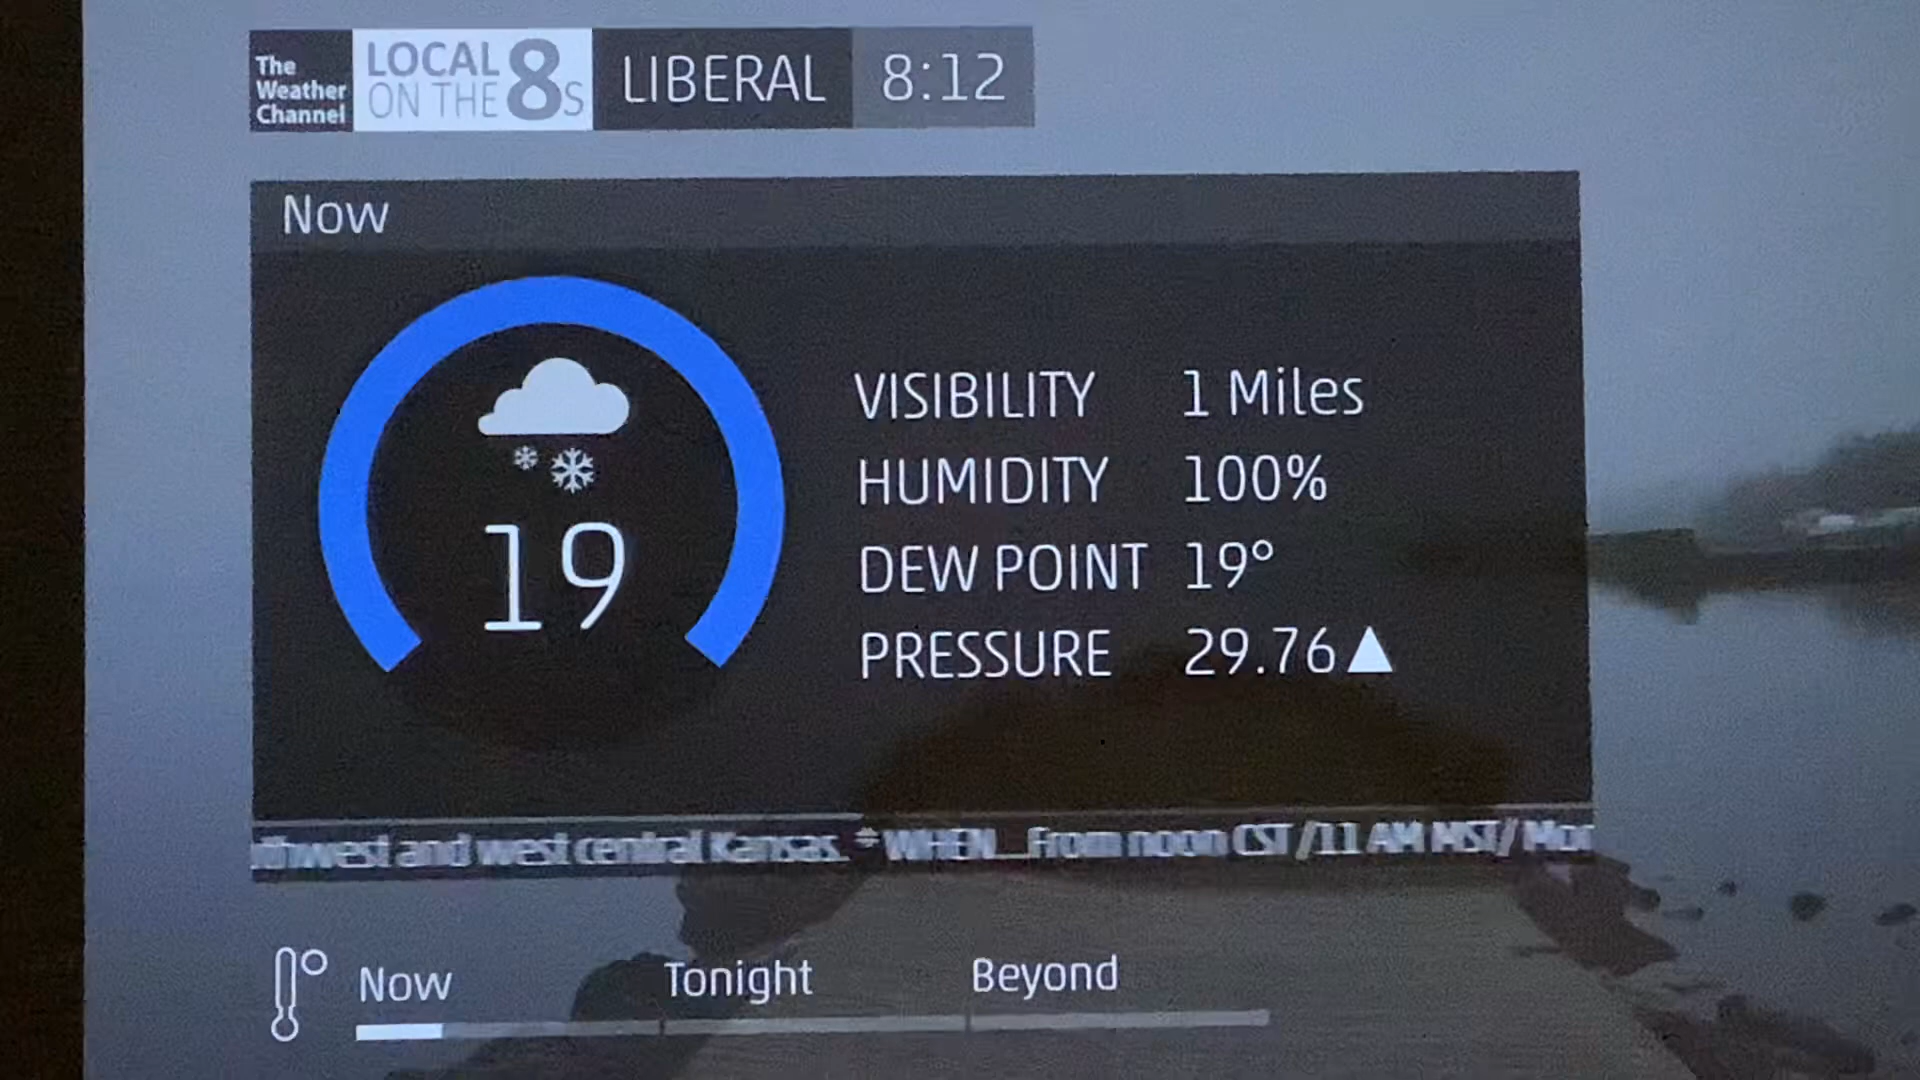 The Weather Channel
LOCAL ON THE 8s
LIBERAL
8:12
Now
19
VISIBILITY 1 Miles
HUMIDITY 100%
DEW POINT 19°
PRESSURE 29.76▲
west and west central Kansas. * WHEN...From noon CST /11 AM MST/
Now
Tonight
Beyond